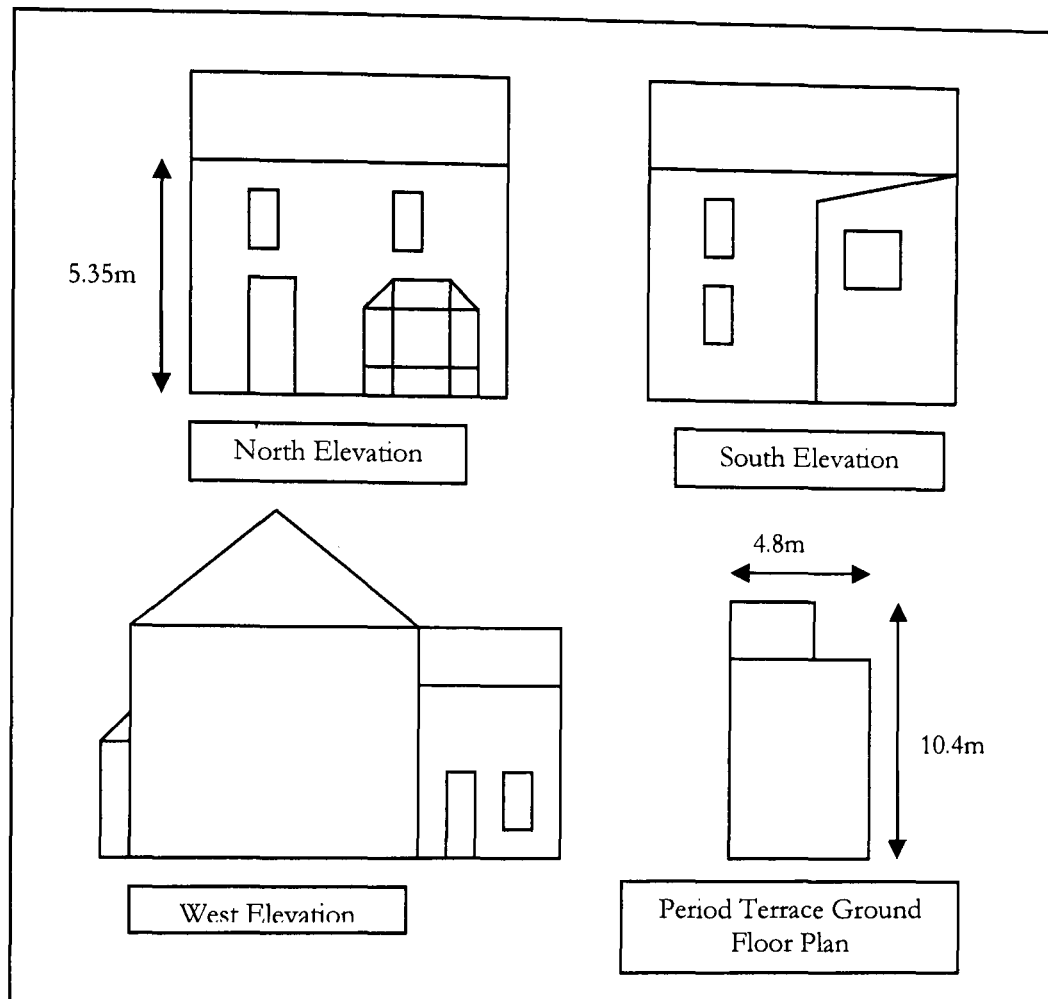 5.35m
North Elevation
South Elevation
4.8m
10.4m
West Elevation
Period Terrace Ground
Floor Plan